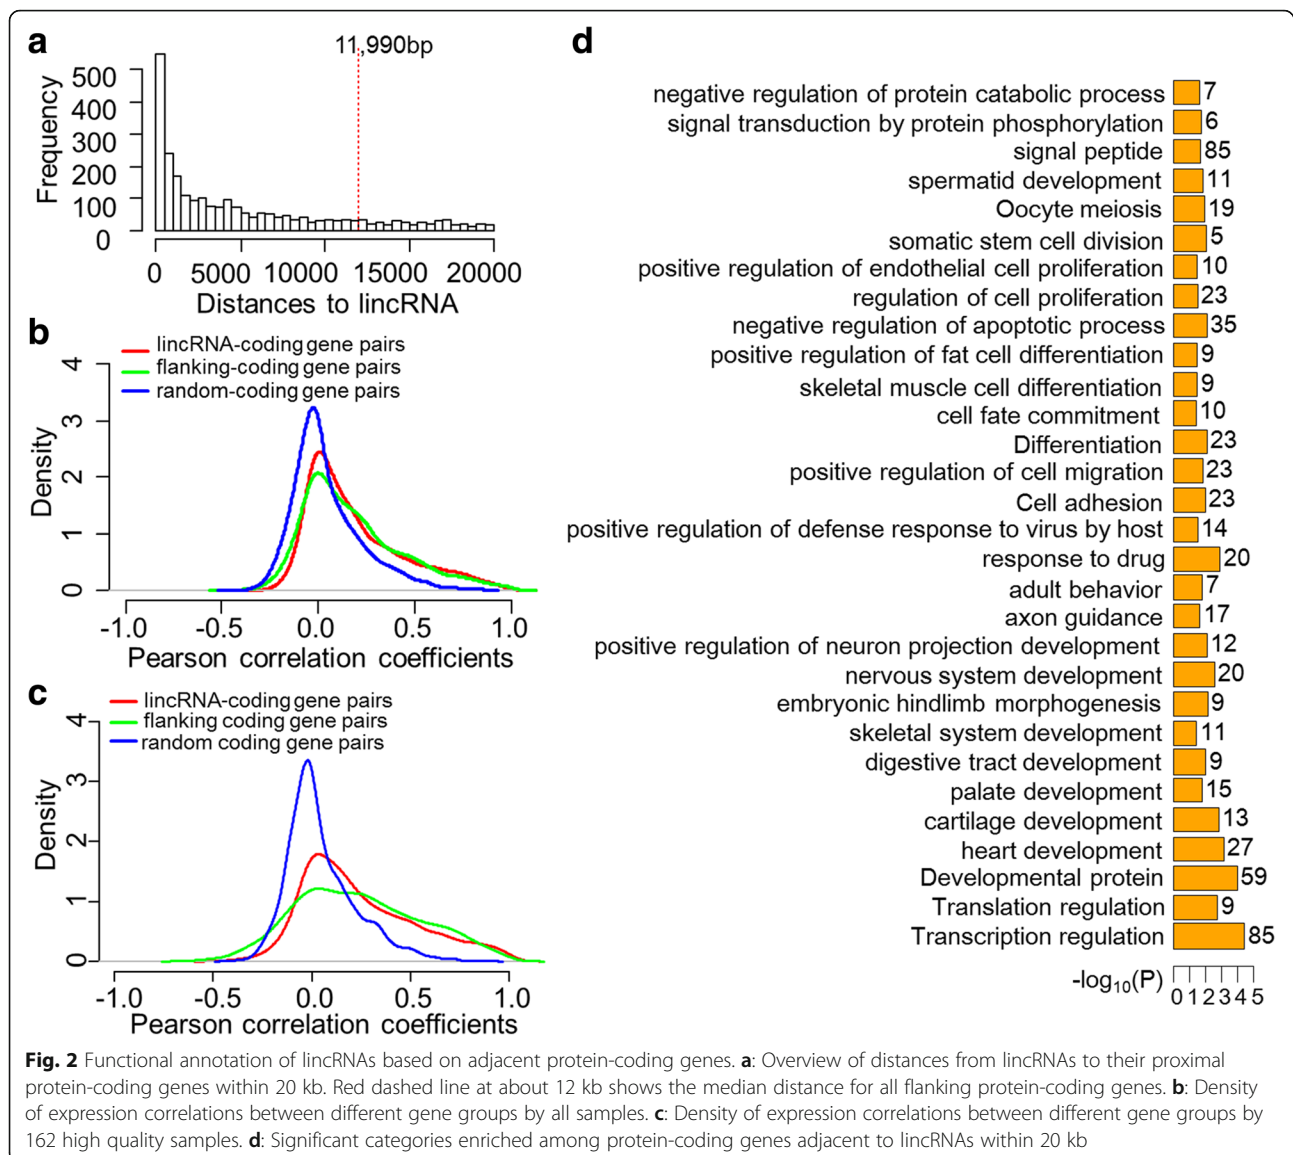 a
11,990bp
Frequency
500
400
300
200
100
0
0 5000 10000 15000 20000
Distances to lincRNA
b
lincRNA-coding gene pairs
flanking-coding gene pairs
random-coding gene pairs
Density
4
3
2
1
0
-1.0 -0.5 0.0 0.5 1.0
Pearson correlation coefficients
c
lincRNA-coding gene pairs
flanking coding gene pairs
random coding gene pairs
Density
4
3
2
1
0
-1.0 -0.5 0.0 0.5 1.0
Pearson correlation coefficients
d
negative regulation of protein catabolic process 7
signal transduction by protein phosphorylation 6
signal peptide 85
spermatid development 11
Oocyte meiosis 19
somatic stem cell division 5
positive regulation of endothelial cell proliferation 10
regulation of cell proliferation 23
negative regulation of apoptotic process 35
positive regulation of fat cell differentiation 9
skeletal muscle cell differentiation 9
cell fate commitment 10
Differentiation 23
positive regulation of cell migration 23
Cell adhesion 23
positive regulation of defense response to virus by host 14
response to drug 20
adult behavior 7
axon guidance 17
positive regulation of neuron projection development 12
nervous system development 20
embryonic hindlimb morphogenesis 9
skeletal system development 11
digestive tract development 9
palate development 15
cartilage development 13
heart development 27
Developmental protein 59
Translation regulation 9
Transcription regulation 85
-log₁₀(P)
0 1 2 3 4 5
Fig. 2 Functional annotation of lincRNAs based on adjacent protein-coding genes. a: Overview of distances from lincRNAs to their proximal
protein-coding genes within 20 kb. Red dashed line at about 12 kb shows the median distance for all flanking protein-coding genes. b: Density
of expression correlations between different gene groups by all samples. c: Density of expression correlations between different gene groups by
162 high quality samples. d: Significant categories enriched among protein-coding genes adjacent to lincRNAs within 20 kb